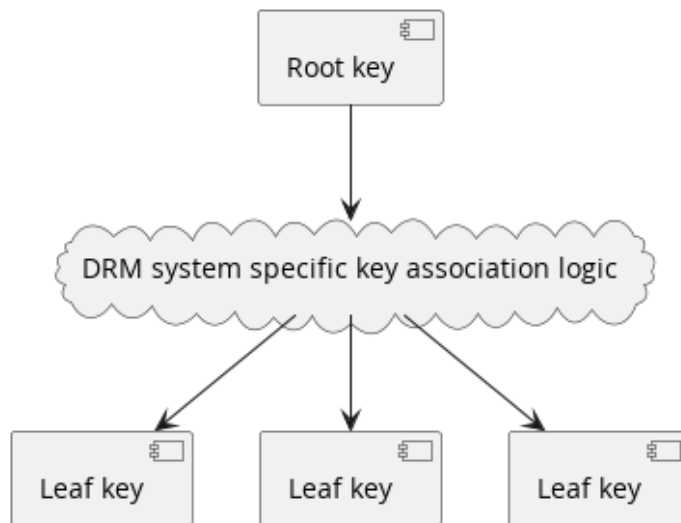 Root key
DRM system specific key association logic
Leaf key
Leaf key
Leaf key